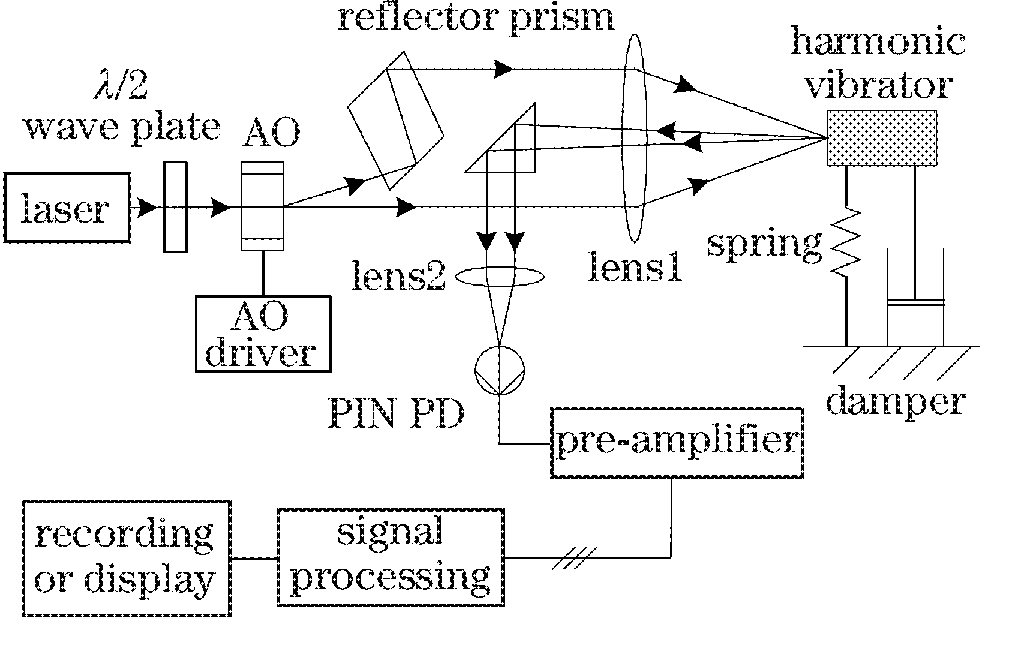 reflector prism
harmonic
vibrator
λ/2
wave plate
AO
laser
spring
lens1
lens2
AO
driver
damper
PIN PD
pre-amplifier
recording
or display
signal
processing